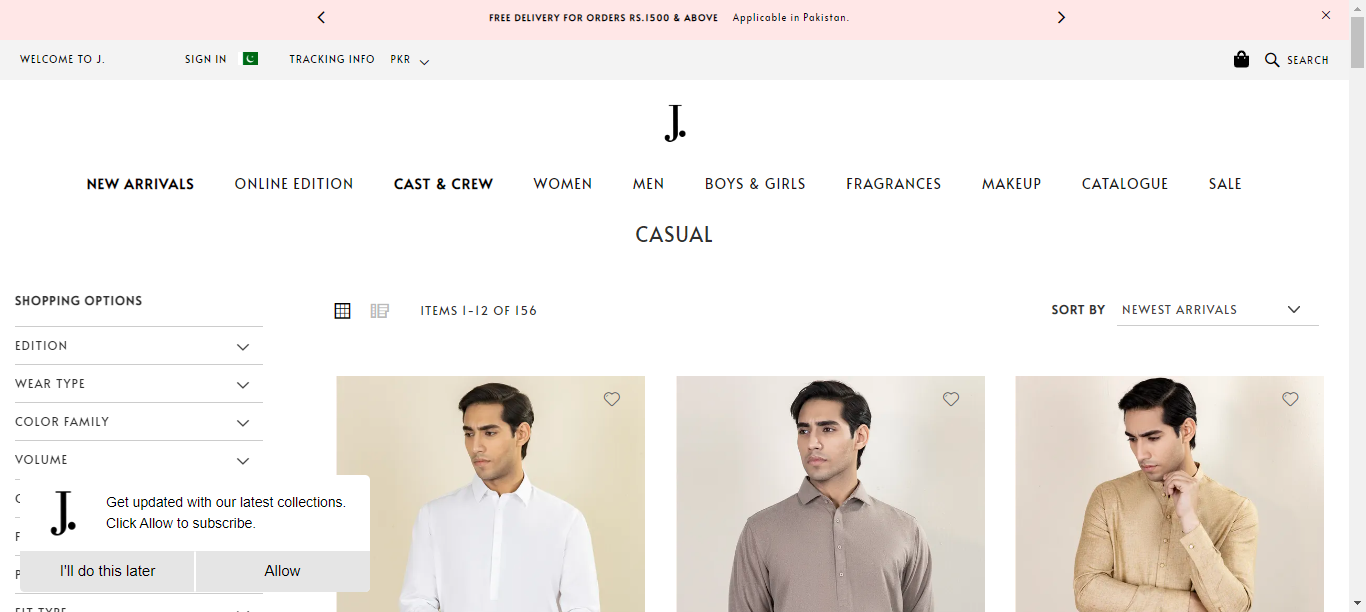 FREE DELIVERY FOR ORDERS RS.1500 & ABOVE Applicable in Pakistan.
WELCOME TO J. SIGN IN TRACKING INFO PKR SEARCH
J.
NEW ARRIVALS ONLINE EDITION CAST & CREW WOMEN MEN BOYS & GIRLS FRAGRANCES MAKEUP CATALOGUE SALE
CASUAL
SHOPPING OPTIONS
ITEMS 1-12 OF 156
SORT BY NEWEST ARRIVALS
EDITION
WEAR TYPE
COLOR FAMILY
VOLUME
J.
Get updated with our latest collections.
Click Allow to subscribe.
I'll do this later Allow
FIT TYPE